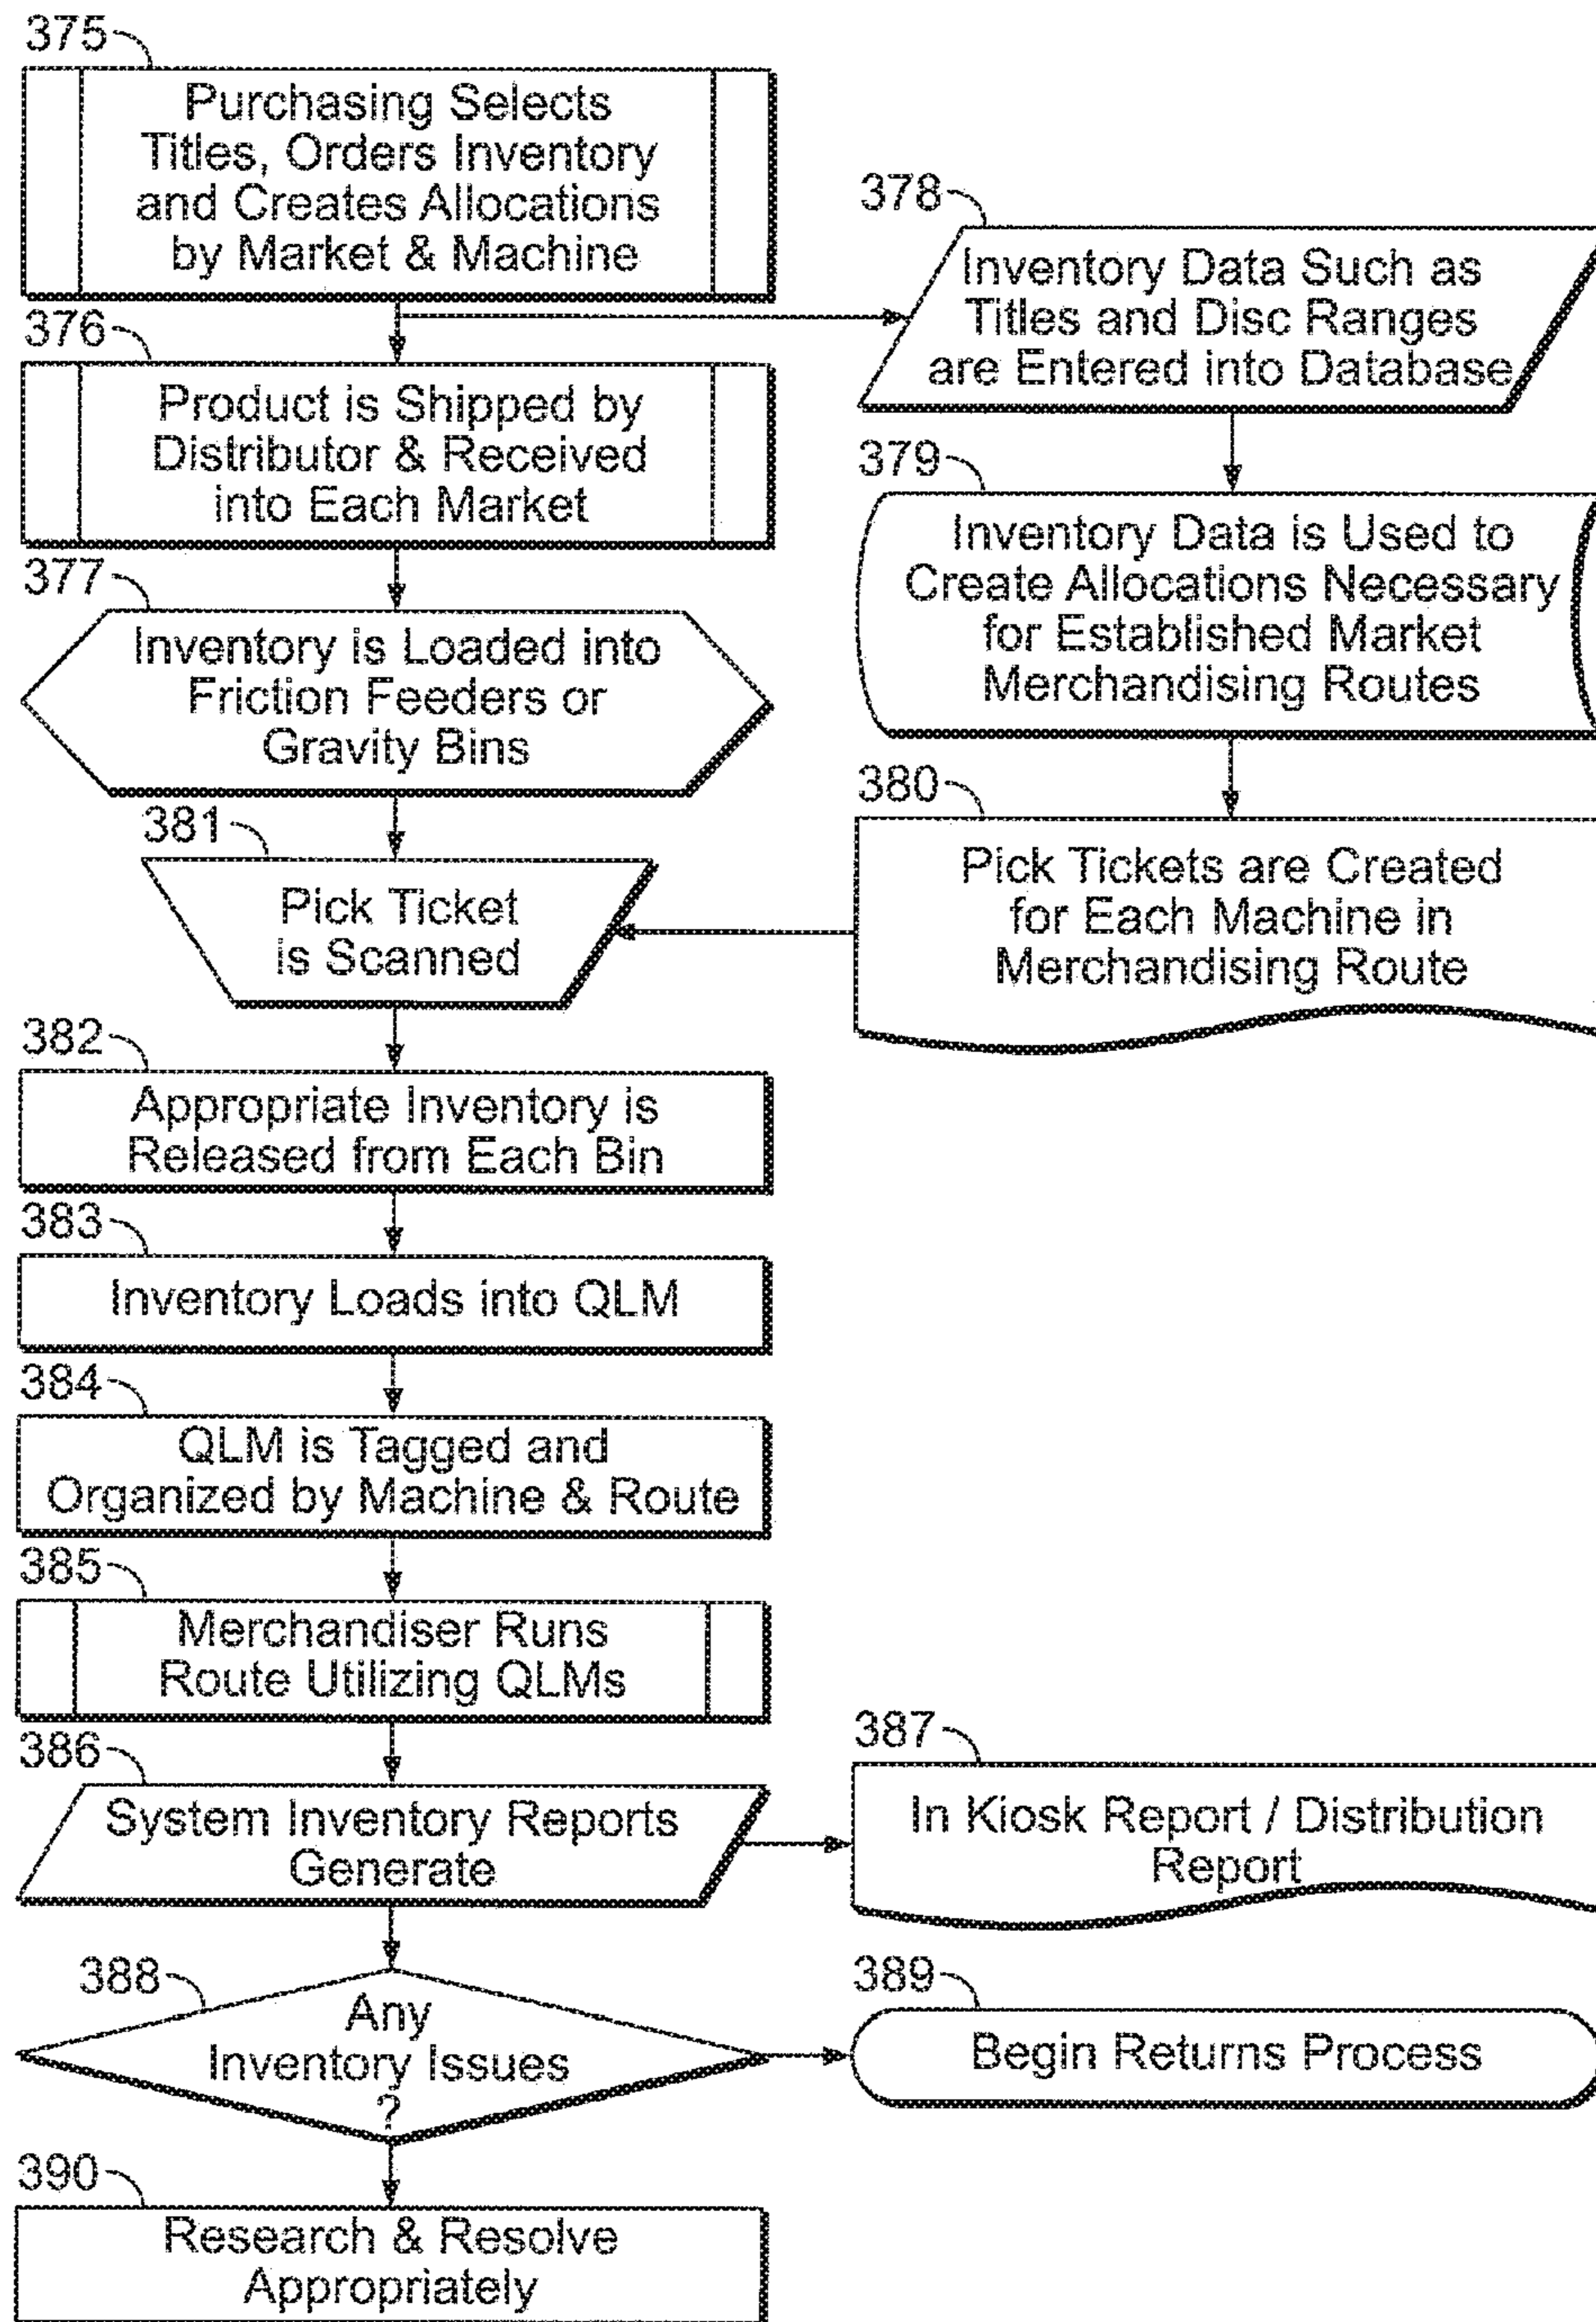 375
Purchasing Selects
Titles, Orders Inventory
and Creates Allocations
by Market & Machine
376
Product is Shipped by
Distributor & Received
into Each Market
377
Inventory is Loaded into
Friction Feeders or
Gravity Bins
378
Inventory Data Such as
Titles and Disc Ranges
are Entered into Database
379
Inventory Data is Used to
Create Allocations Necessary
for Established Market
Merchandising Routes
380
Pick Tickets are Created
for Each Machine in
Merchandising Route
381
Pick Ticket
is Scanned
382
Appropriate Inventory is
Released from Each Bin
383
Inventory Loads into QLM
384
QLM is Tagged and
Organized by Machine & Route
385
Merchandiser Runs
Route Utilizing QLMs
386
System Inventory Reports
Generate
387
In Kiosk Report / Distribution
Report
388
Any
Inventory Issues
?
389
Begin Returns Process
390
Research & Resolve
Appropriately